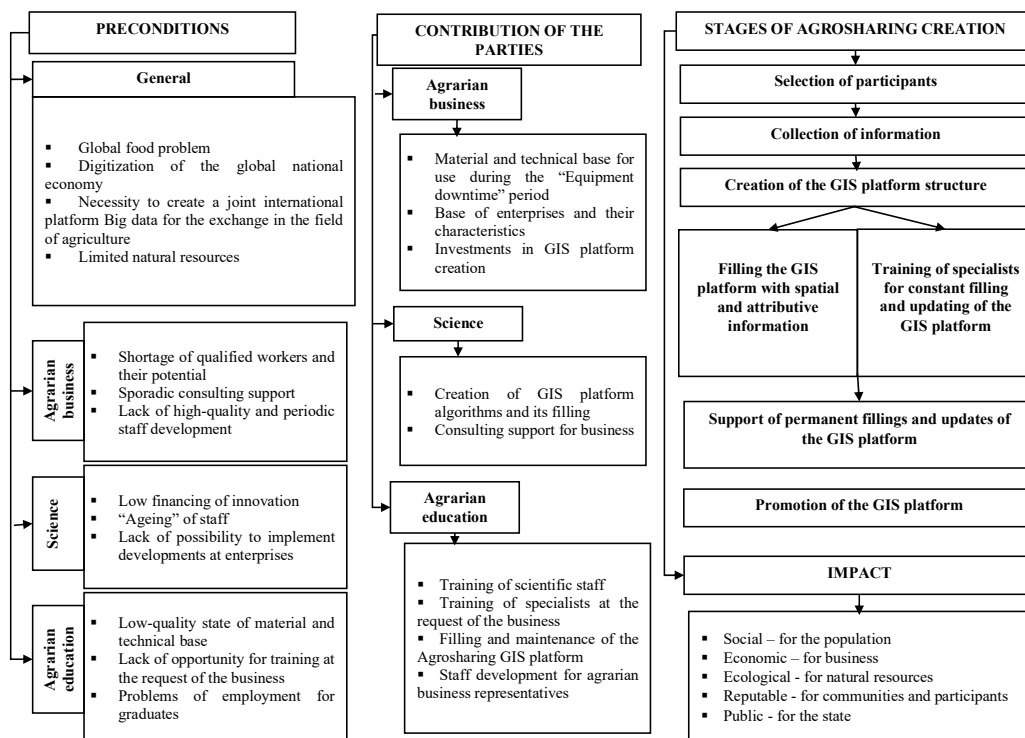 PRECONDITIONS
General
▪ Global food problem
▪ Digitization of the global national
economy
▪ Necessity to create a joint international
platform Big data for the exchange in the field
of agriculture
▪ Limited natural resources
Agrarian
business
▪ Shortage of qualified workers and
their potential
▪ Sporadic consulting support
▪ Lack of high-quality and periodic
staff development
Science
▪ Low financing of innovation
▪ “Ageing” of staff
▪ Lack of possibility to implement
developments at enterprises
Agrarian
education
▪ Low-quality state of material and
technical base
▪ Lack of opportunity for training at
the request of the business
▪ Problems of employment for
graduates
CONTRIBUTION OF THE
PARTIES
Agrarian
business
▪ Material and technical base for
use during the “Equipment
downtime” period
▪ Base of enterprises and their
characteristics
▪ Investments in GIS platform
creation
Science
▪ Creation of GIS platform
algorithms and its filling
▪ Consulting support for business
Agrarian
education
▪ Training of scientific staff
▪ Training of specialists at the
request of the business
▪ Filling and maintenance of the
Agrosharing GIS platform
▪ Staff development for agrarian
business representatives
STAGES OF AGROSHARING CREATION
Selection of participants
Collection of information
Creation of the GIS platform structure
Filling the GIS
platform with spatial
and attributive
information
Training of specialists
for constant filling
and updating of the
GIS platform
Support of permanent fillings and updates of
the GIS platform
Promotion of the GIS platform
IMPACT
▪ Social – for the population
▪ Economic – for business
▪ Ecological - for natural resources
▪ Reputable - for communities and participants
▪ Public - for the state